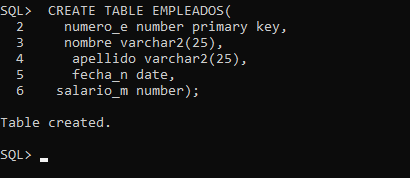 SQL>  CREATE TABLE EMPLEADOS(
  2    numero_e number primary key,
  3    nombre varchar2(25),
  4     apellido varchar2(25),
  5     fecha_n date,
  6   salario_m number);
Table created.
SQL>